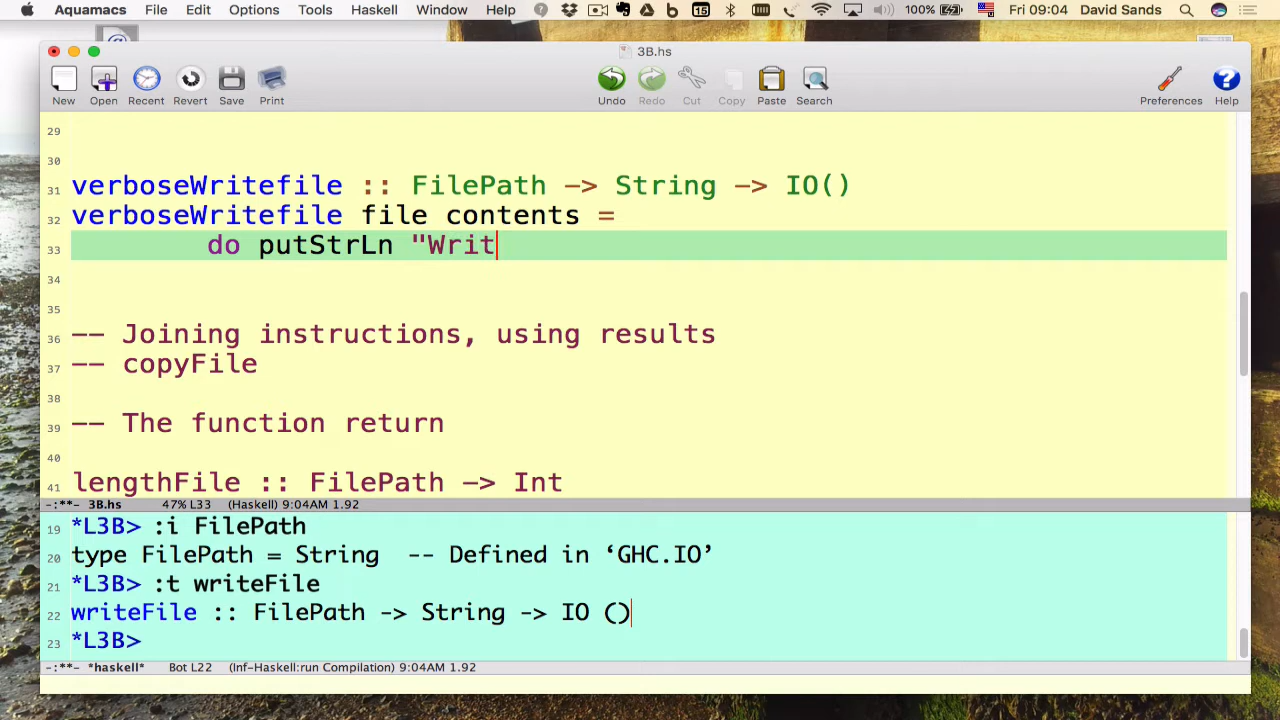 Aquamacs File Edit Options Tools Haskell Window Help 15 100% Fri 09:04 David Sands
3B.hs
New Open Recent Revert Save Print Undo Redo Cut Copy Paste Search Preferences Help
29
30
31 verboseWritefile :: FilePath -> String -> IO()
32 verboseWritefile file contents =
33 do putStrLn "Writ
34
35
36 -- Joining instructions, using results
37 -- copyFile
38
39 -- The function return
40
41 lengthFile :: FilePath -> Int
-:**- 3B.hs 47% L33 (Haskell) 9:04AM 1.92
19 *L3B> :i FilePath
20 type FilePath = String -- Defined in ‘GHC.IO’
21 *L3B> :t writeFile
22 writeFile :: FilePath -> String -> IO ()
23 *L3B>
-:**- *haskell* Bot L22 (Inf-Haskell:run Compilation) 9:04AM 1.92